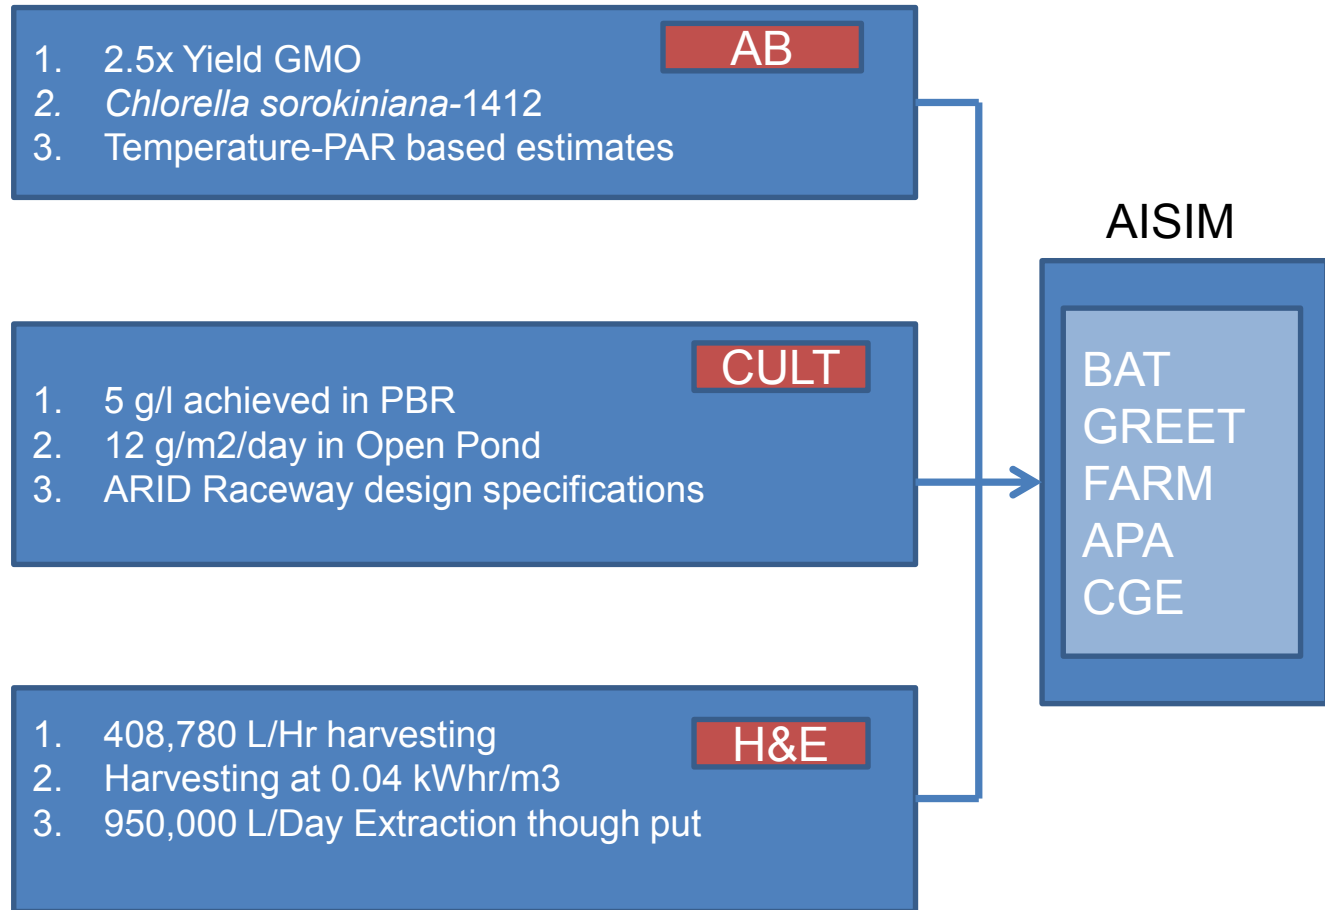 AB
1. 2.5x Yield GMO
2. Chlorella sorokiniana-1412
3. Temperature-PAR based estimates
CULT
1. 5 g/l achieved in PBR
2. 12 g/m2/day in Open Pond
3. ARID Raceway design specifications
H&E
1. 408,780 L/Hr harvesting
2. Harvesting at 0.04 kWhr/m3
3. 950,000 L/Day Extraction though put
AISIM
BAT
GREET
FARM
APA
CGE